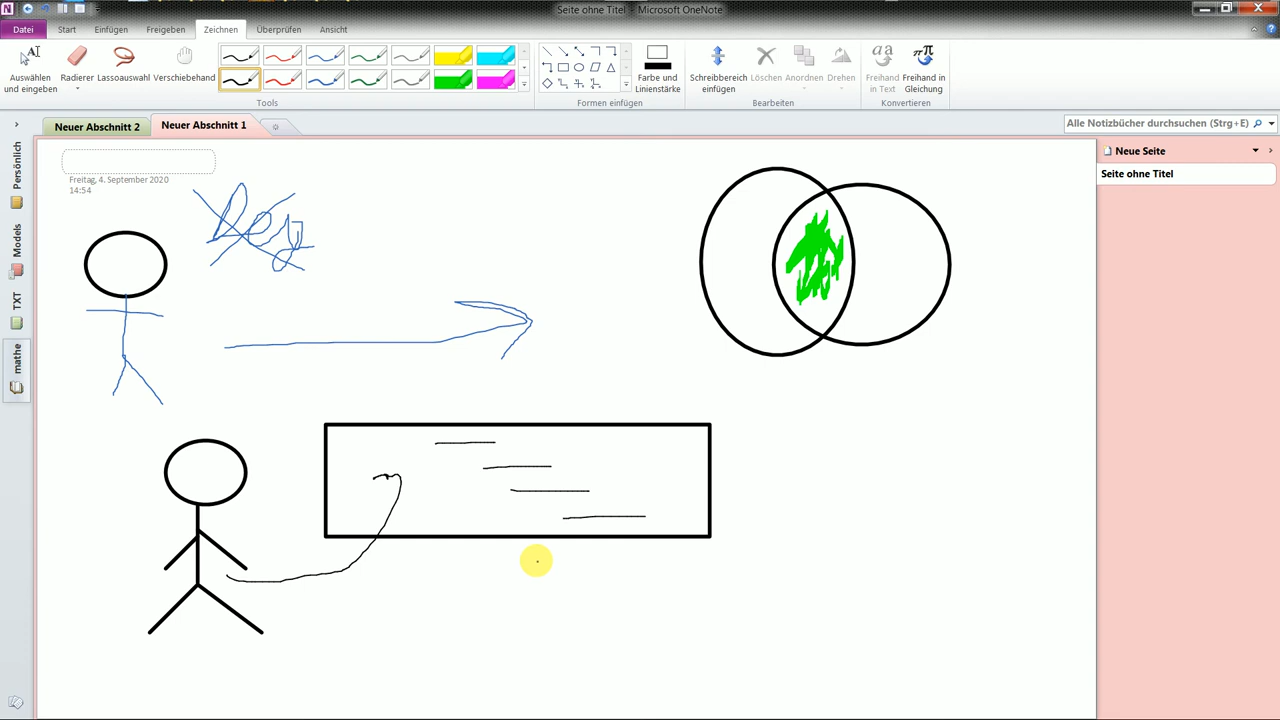 Seite ohne Titel - Microsoft OneNote
Datei Start Einfügen Freigeben Zeichnen Überprüfen Ansicht
Auswählen und eingeben
Radierer
Lassoauswahl
Verschiebehand
Tools
Formen einfügen
Farbe und Linienstärke
Schreibbereich einfügen
Löschen
Anordnen
Drehen
Bearbeiten
Freihand in Text
Freihand in Gleichung
Konvertieren
Neuer Abschnitt 2
Neuer Abschnitt 1
Alle Notizbücher durchsuchen (Strg+E)
Persönlich
Models
TXT
mathe
Freitag, 4. September 2020
14:54
Neue Seite
Seite ohne Titel